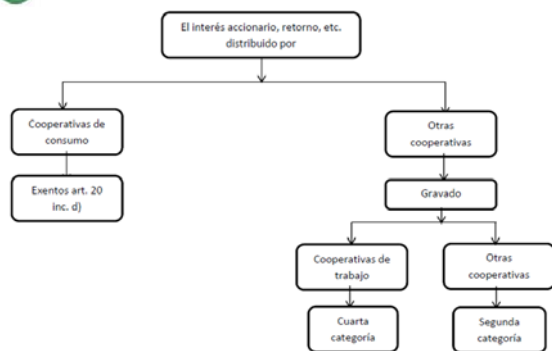 El interés accionario, retorno, etc.
distribuido por
Cooperativas de
consumo
Otras
cooperativas
Exentos art. 20
inc. d)
Gravado
Cooperativas de
trabajo
Otras
cooperativas
Cuarta
categoría
Segunda
categoría